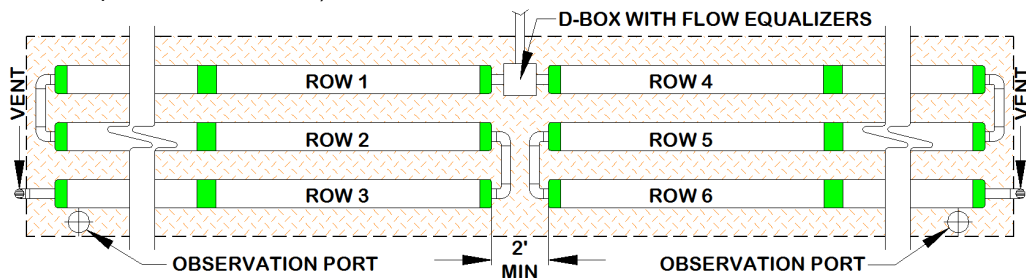 D-BOX WITH FLOW EQUALIZERS
VENT
ROW 1
ROW 4
VENT
ROW 2
ROW 5
ROW 3
ROW 6
OBSERVATION PORT
2'
MIN
OBSERVATION PORT